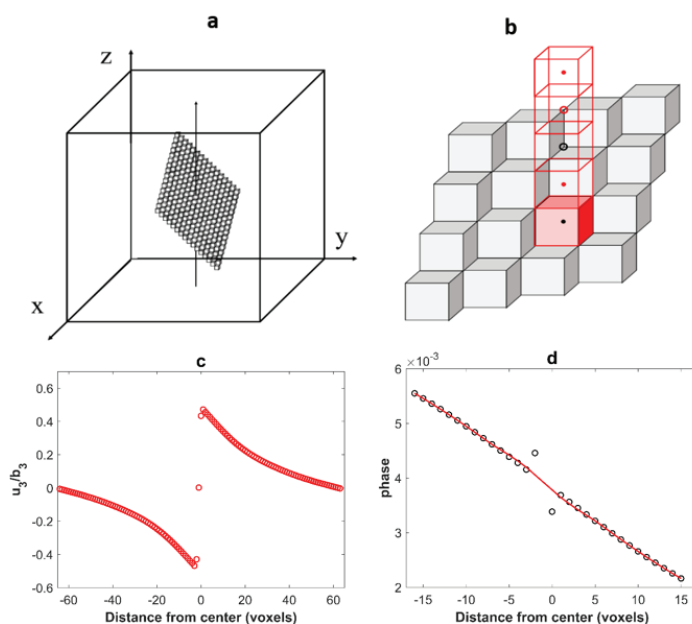 a
b
z
y
x
c
0.6
0.4
0.2
0
-0.2
-0.4
-0.6
u₃/b₃
-60 -40 -20 0 20 40 60
Distance from center (voxels)
d
×10⁻³
6
5
4
3
2
phase
-15 -10 -5 0 5 10 15
Distance from center (voxels)